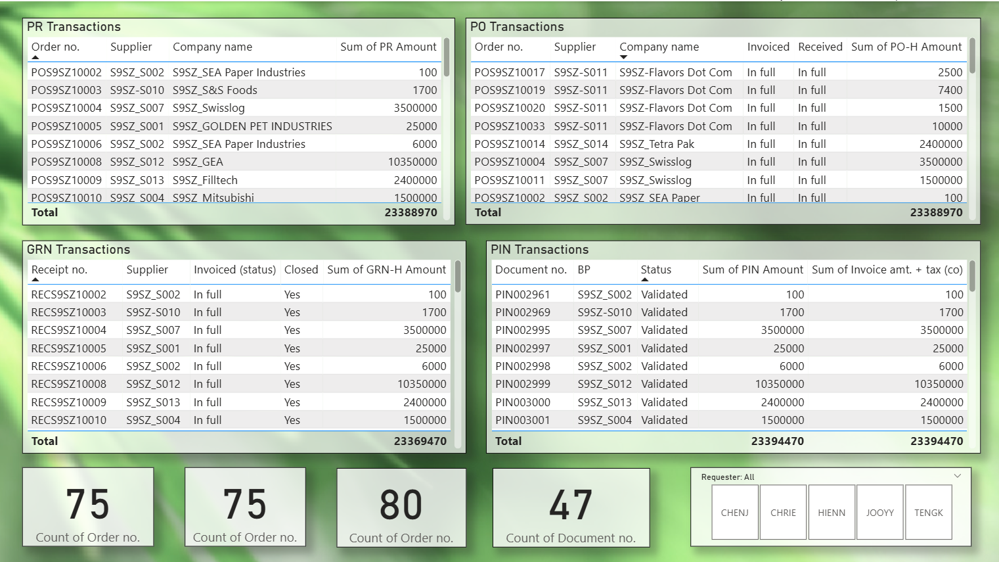 PR Transactions
Order no. Supplier Company name Sum of PR Amount
POS9SZ10002 S9SZ_S002 S9SZ_SEA Paper Industries 100
POS9SZ10003 S9SZ-S010 S9SZ_S&S Foods 1700
POS9SZ10004 S9SZ_S007 S9SZ_Swisslog 3500000
POS9SZ10005 S9SZ_S001 S9SZ_GOLDEN PET INDUSTRIES 25000
POS9SZ10006 S9SZ_S002 S9SZ_SEA Paper Industries 6000
POS9SZ10008 S9SZ_S012 S9SZ_GEA 10350000
POS9SZ10009 S9SZ_S013 S9SZ_Filltech 2400000
POS9SZ10010 S9SZ_S004 S9SZ_Mitsubishi 1500000
Total 23388970
PO Transactions
Order no. Supplier Company name Invoiced Received Sum of PO-H Amount
POS9SZ10017 S9SZ-S011 S9SZ-Flavors Dot Com In full In full 2500
POS9SZ10019 S9SZ-S011 S9SZ-Flavors Dot Com In full In full 7400
POS9SZ10020 S9SZ-S011 S9SZ-Flavors Dot Com In full In full 1500
POS9SZ10033 S9SZ-S011 S9SZ-Flavors Dot Com In full In full 10000
POS9SZ10014 S9SZ_S014 S9SZ_Tetra Pak In full In full 2400000
POS9SZ10004 S9SZ_S007 S9SZ_Swisslog In full In full 3500000
POS9SZ10011 S9SZ_S007 S9SZ_Swisslog In full In full 1500000
POS9SZ10002 S9SZ_S002 S9SZ_SEA Paper In full In full 100
Total 23388970
GRN Transactions
Receipt no. Supplier Invoiced (status) Closed Sum of GRN-H Amount
RECS9SZ10002 S9SZ_S002 In full Yes 100
RECS9SZ10003 S9SZ-S010 In full Yes 1700
RECS9SZ10004 S9SZ_S007 In full Yes 3500000
RECS9SZ10005 S9SZ_S001 In full Yes 25000
RECS9SZ10006 S9SZ_S002 In full Yes 6000
RECS9SZ10008 S9SZ_S012 In full Yes 10350000
RECS9SZ10009 S9SZ_S013 In full Yes 2400000
RECS9SZ10010 S9SZ_S004 In full Yes 1500000
Total 23369470
PIN Transactions
Document no. BP Status Sum of PIN Amount Sum of Invoice amt. + tax (co)
PIN002961 S9SZ_S002 Validated 100 100
PIN002969 S9SZ-S010 Validated 1700 1700
PIN002995 S9SZ_S007 Validated 3500000 3500000
PIN002997 S9SZ_S001 Validated 25000 25000
PIN002998 S9SZ_S002 Validated 6000 6000
PIN002999 S9SZ_S012 Validated 10350000 10350000
PIN003000 S9SZ_S013 Validated 2400000 2400000
PIN003001 S9SZ_S004 Validated 1500000 1500000
Total 23394470 23394470
75
Count of Order no.
75
Count of Order no.
80
Count of Order no.
47
Count of Document no.
Requester: All
CHENJ CHRIE HIENN JOOYY TENGK